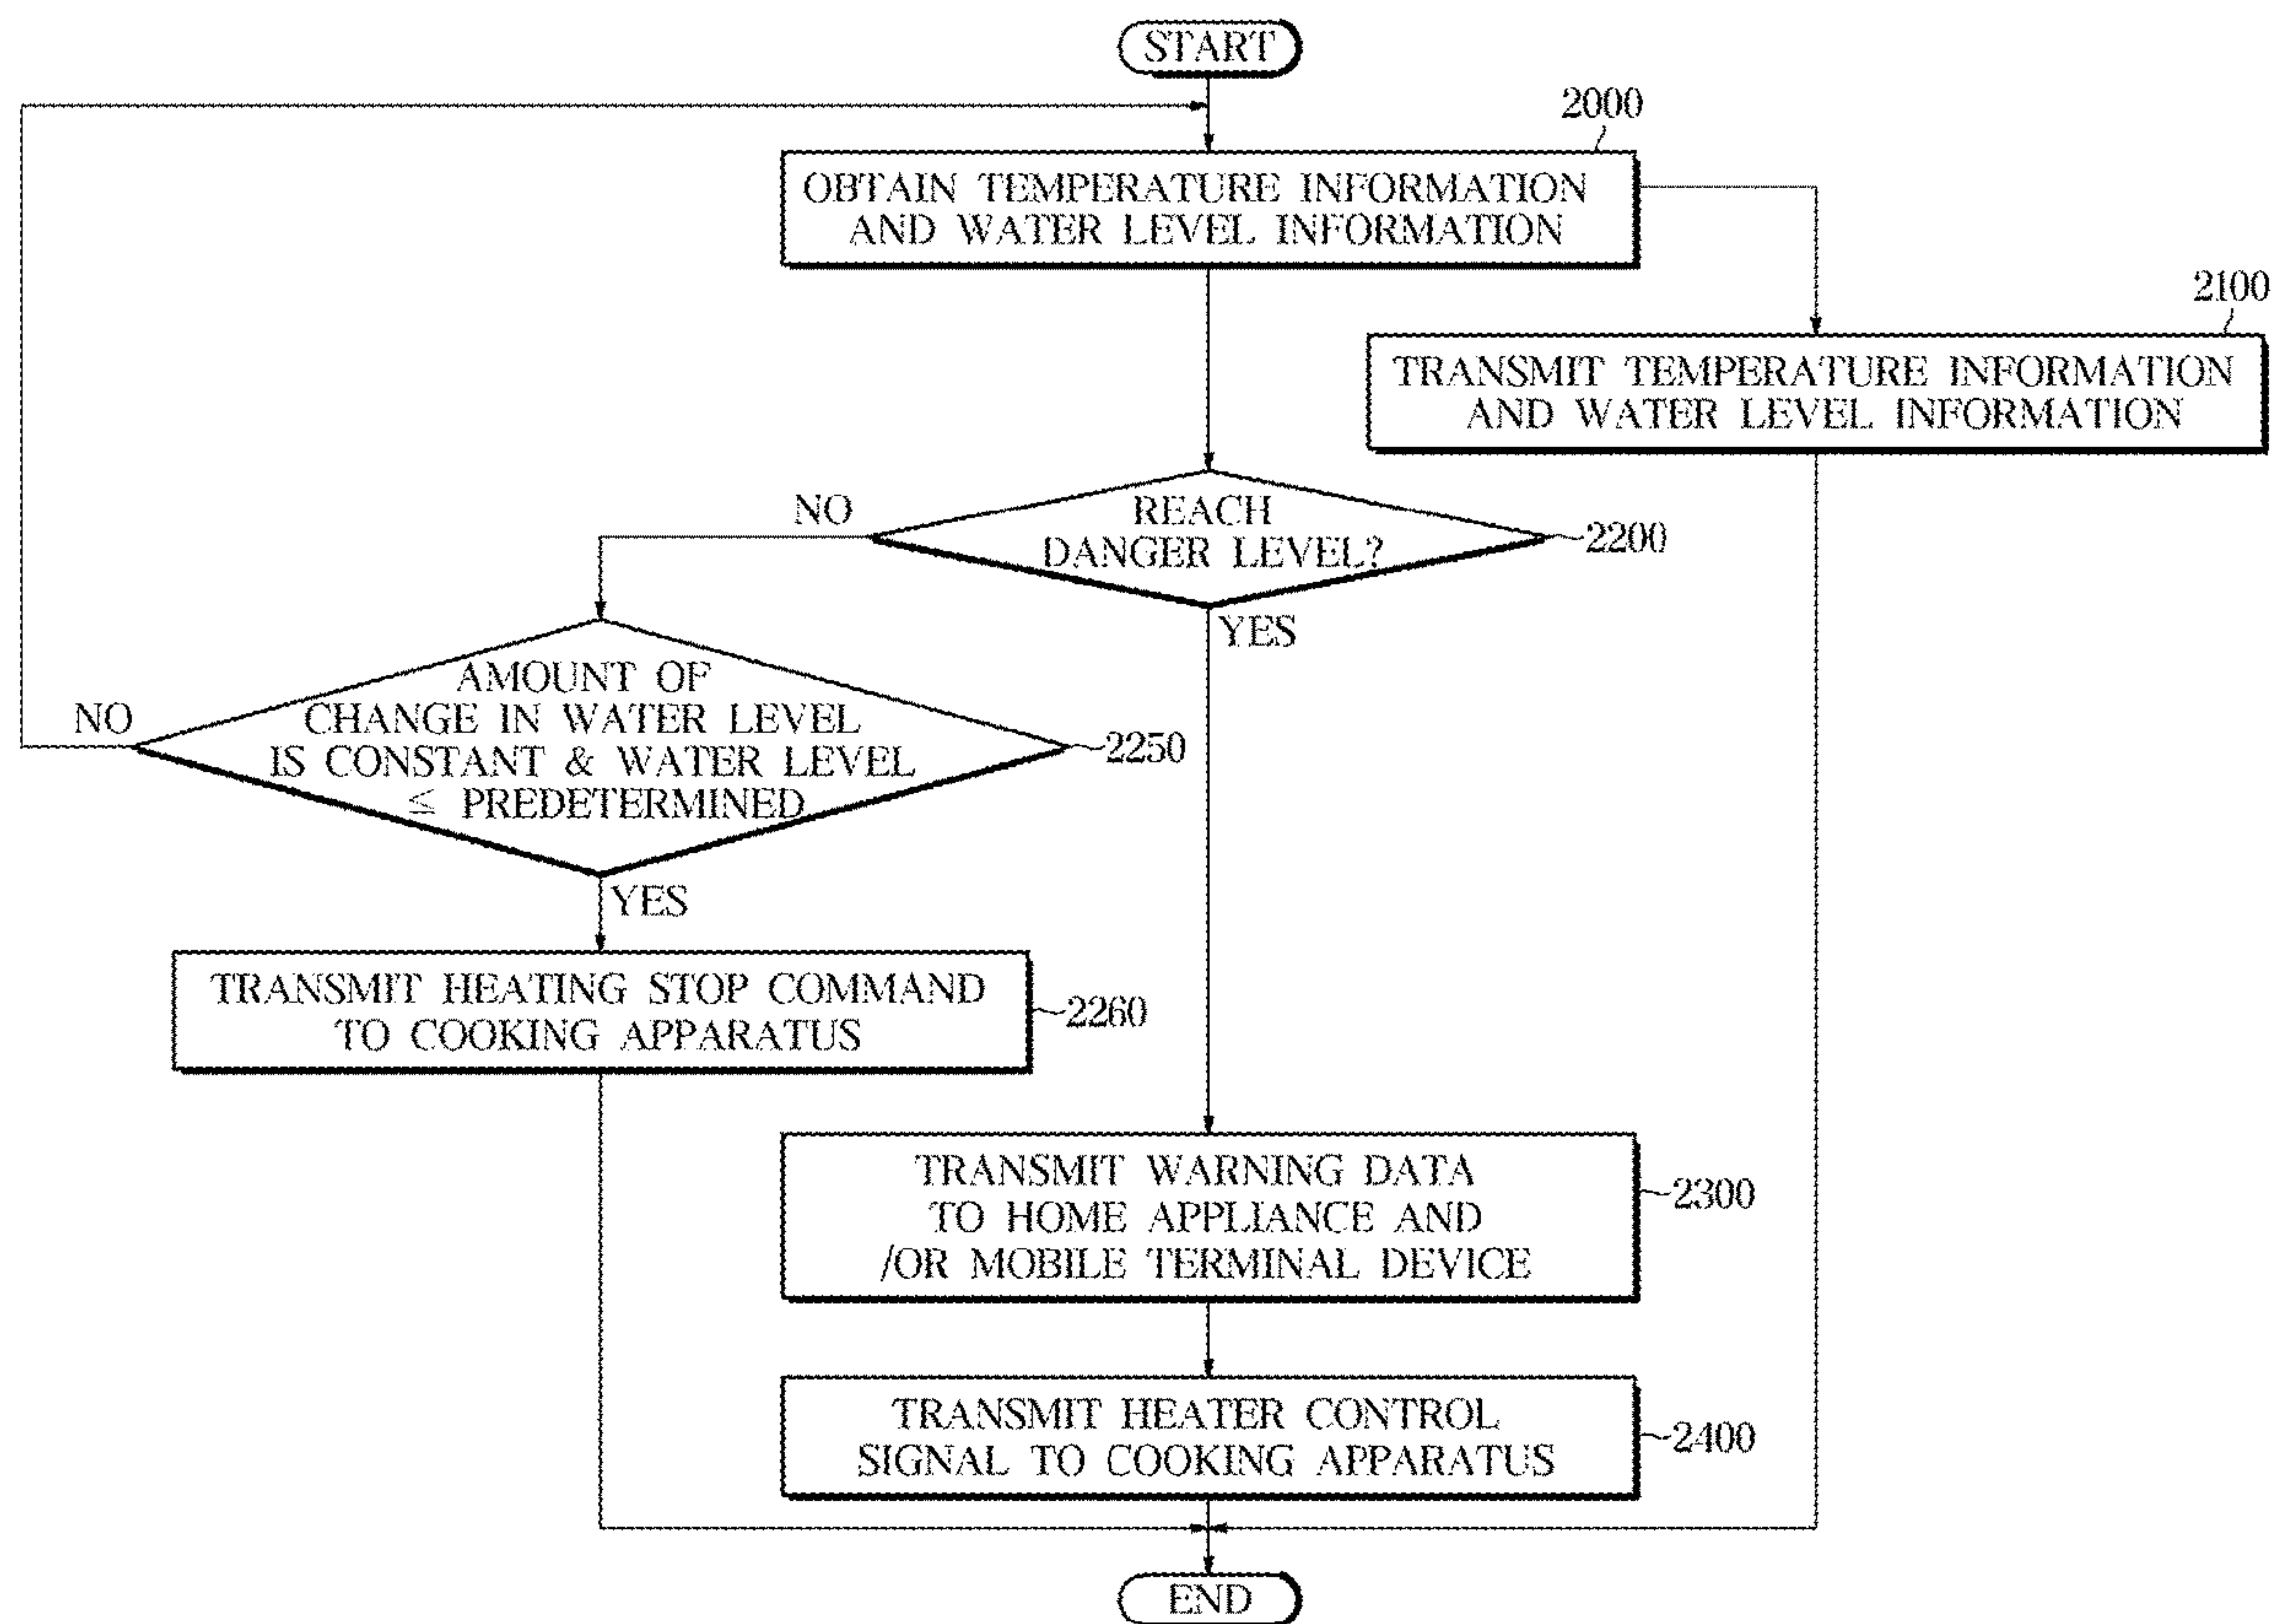 START
2000
OBTAIN TEMPERATURE INFORMATION
AND WATER LEVEL INFORMATION
2100
TRANSMIT TEMPERATURE INFORMATION
AND WATER LEVEL INFORMATION
NO
REACH
DANGER LEVEL?
2200
YES
AMOUNT OF
CHANGE IN WATER LEVEL
IS CONSTANT & WATER LEVEL
≤ PREDETERMINED
NO
2250
YES
TRANSMIT HEATING STOP COMMAND
TO COOKING APPARATUS
2260
TRANSMIT WARNING DATA
TO HOME APPLIANCE AND
/OR MOBILE TERMINAL DEVICE
2300
TRANSMIT HEATER CONTROL
SIGNAL TO COOKING APPARATUS
2400
END